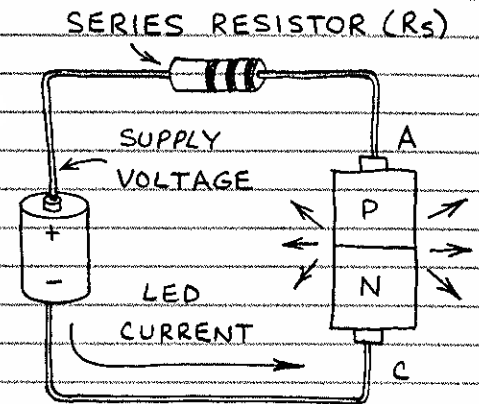 SERIES RESISTOR (Rs)
SUPPLY
VOLTAGE
A
P
+
-
N
LED
CURRENT
C